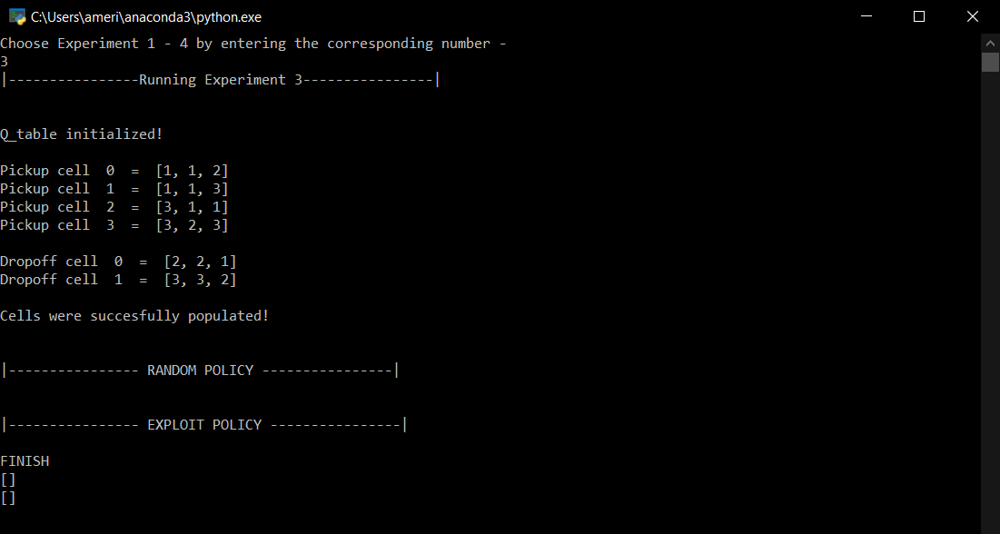 C:\Users\ameri\anaconda3\python.exe
Choose Experiment 1 - 4 by entering the corresponding number -
3
|----------------Running Experiment 3----------------|
Q_table initialized!
Pickup cell  0  =  [1, 1, 2]
Pickup cell  1  =  [1, 1, 3]
Pickup cell  2  =  [3, 1, 1]
Pickup cell  3  =  [3, 2, 3]
Dropoff cell  0  =  [2, 2, 1]
Dropoff cell  1  =  [3, 3, 2]
Cells were succesfully populated!
|---------------- RANDOM POLICY ----------------|
|---------------- EXPLOIT POLICY ----------------|
FINISH
[]
[]